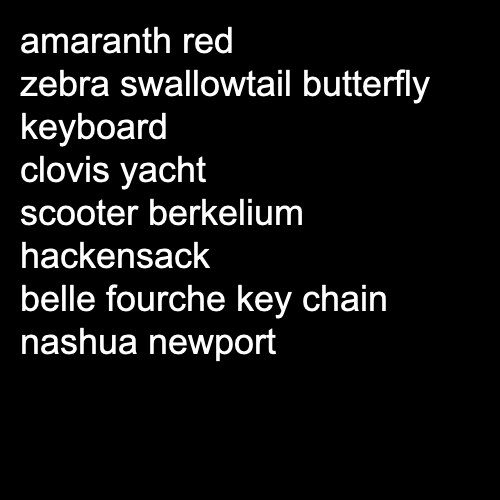 amaranth red
zebra swallowtail butterfly
keyboard
clovis yacht
scooter berkelium
hackensack
belle fourche key chain
nashua newport